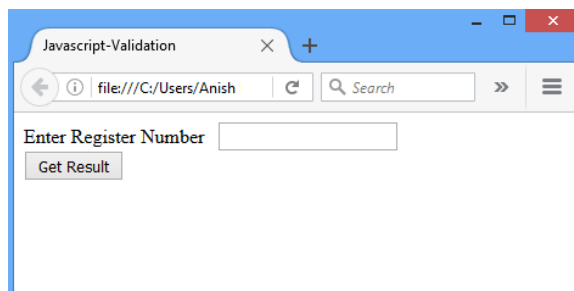 Javascript-Validation
file:///C:/Users/Anish
Search
Enter Register Number
Get Result